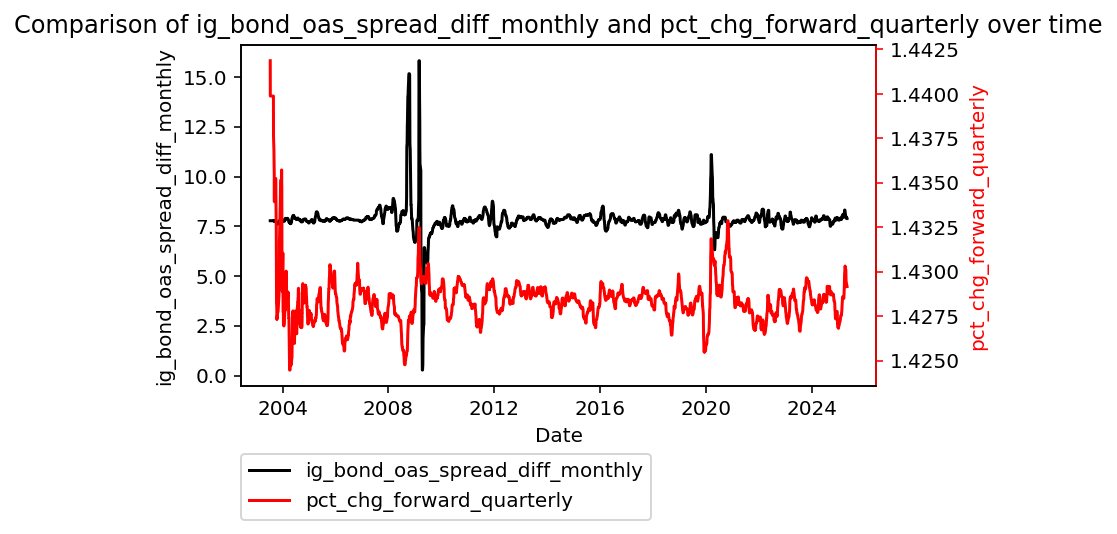 Comparison of ig_bond_oas_spread_diff_monthly and pct_chg_forward_quarterly over time
ig_bond_oas_spread_diff_monthly
15.0
12.5
10.0
7.5
5.0
2.5
0.0
1.4425
1.4400
1.4375
1.4350
1.4325
1.4300
1.4275
1.4250
pct_chg_forward_quarterly
2004 2008 2012 2016 2020 2024
Date
ig_bond_oas_spread_diff_monthly
pct_chg_forward_quarterly